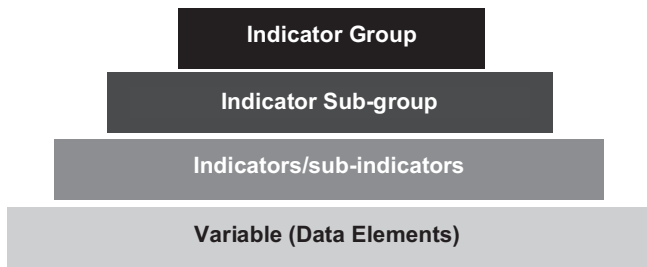 Indicator Group
Indicator Sub-group
Indicators/sub-indicators
Variable (Data Elements)